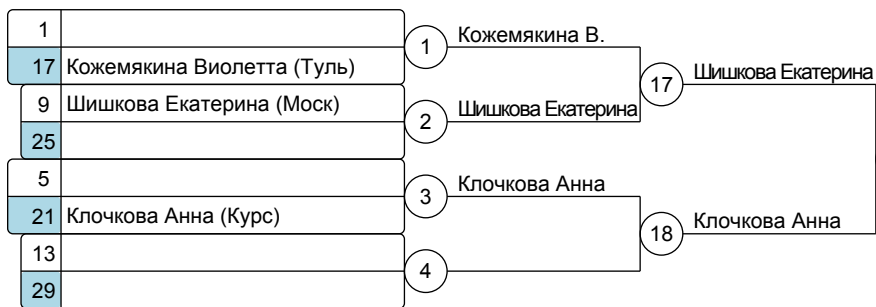 1
17 Кожемякина Виолетта (Туль)
9 Шишкова Екатерина (Моск)
25
5
21 Клочкова Анна (Курс)
13
29
1 Кожемякина В.
2 Шишкова Екатерина
3 Клочкова Анна
4
17 Шишкова Екатерина
18 Клочкова Анна